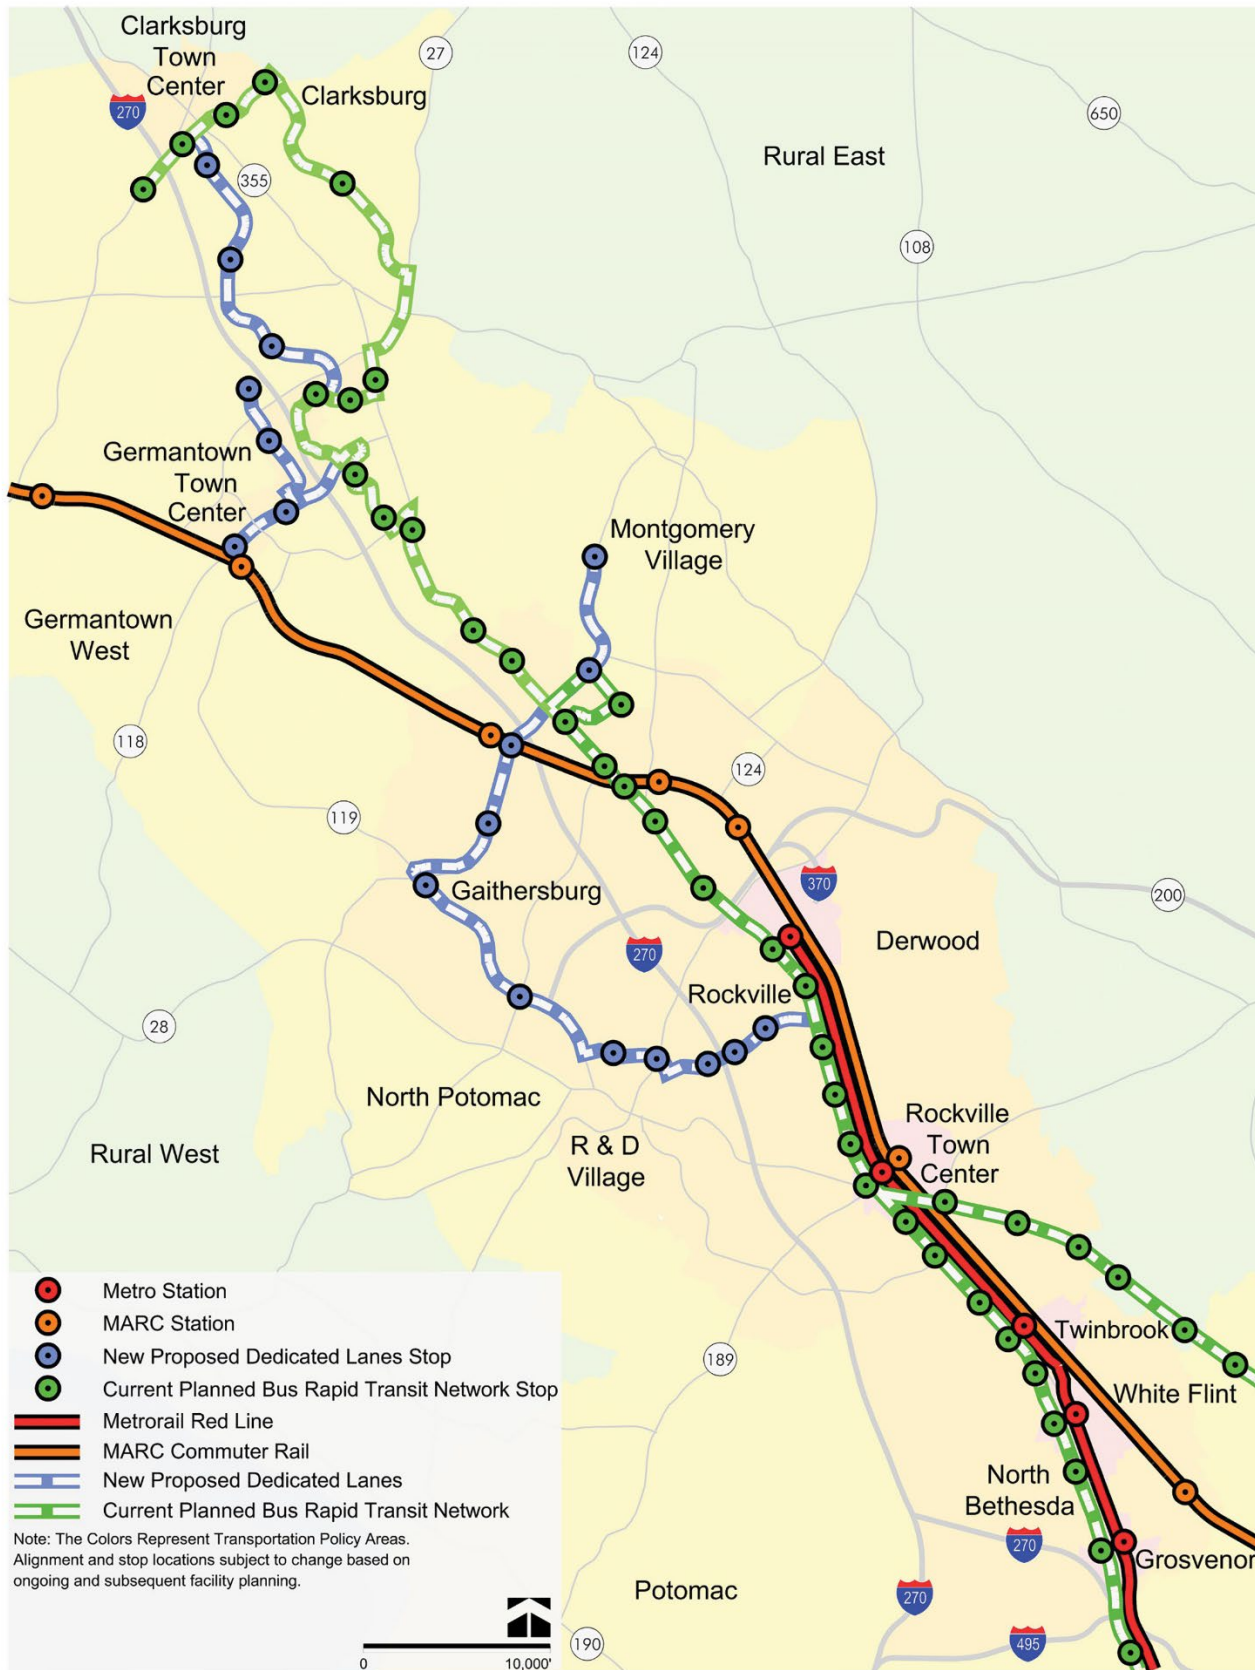 Clarksburg
Town
Center
27
124
270
Clarksburg
650
Rural East
355
108
Germantown
Town
Center
Montgomery
Village
Germantown
West
118
124
119
370
Gaithersburg
200
270
Derwood
Rockville
28
North Potomac
Rockville
Town
Center
R & D
Village
Rural West
Metro Station
MARC Station
New Proposed Dedicated Lanes Stop
Current Planned Bus Rapid Transit Network Stop
Metrorail Red Line
MARC Commuter Rail
New Proposed Dedicated Lanes
Current Planned Bus Rapid Transit Network
Note: The Colors Represent Transportation Policy Areas.
Alignment and stop locations subject to change based on
ongoing and subsequent facility planning.
0
10,000'
Twinbrook
189
White Flint
North
Bethesda
270
Grosvenor
Potomac
270
190
495